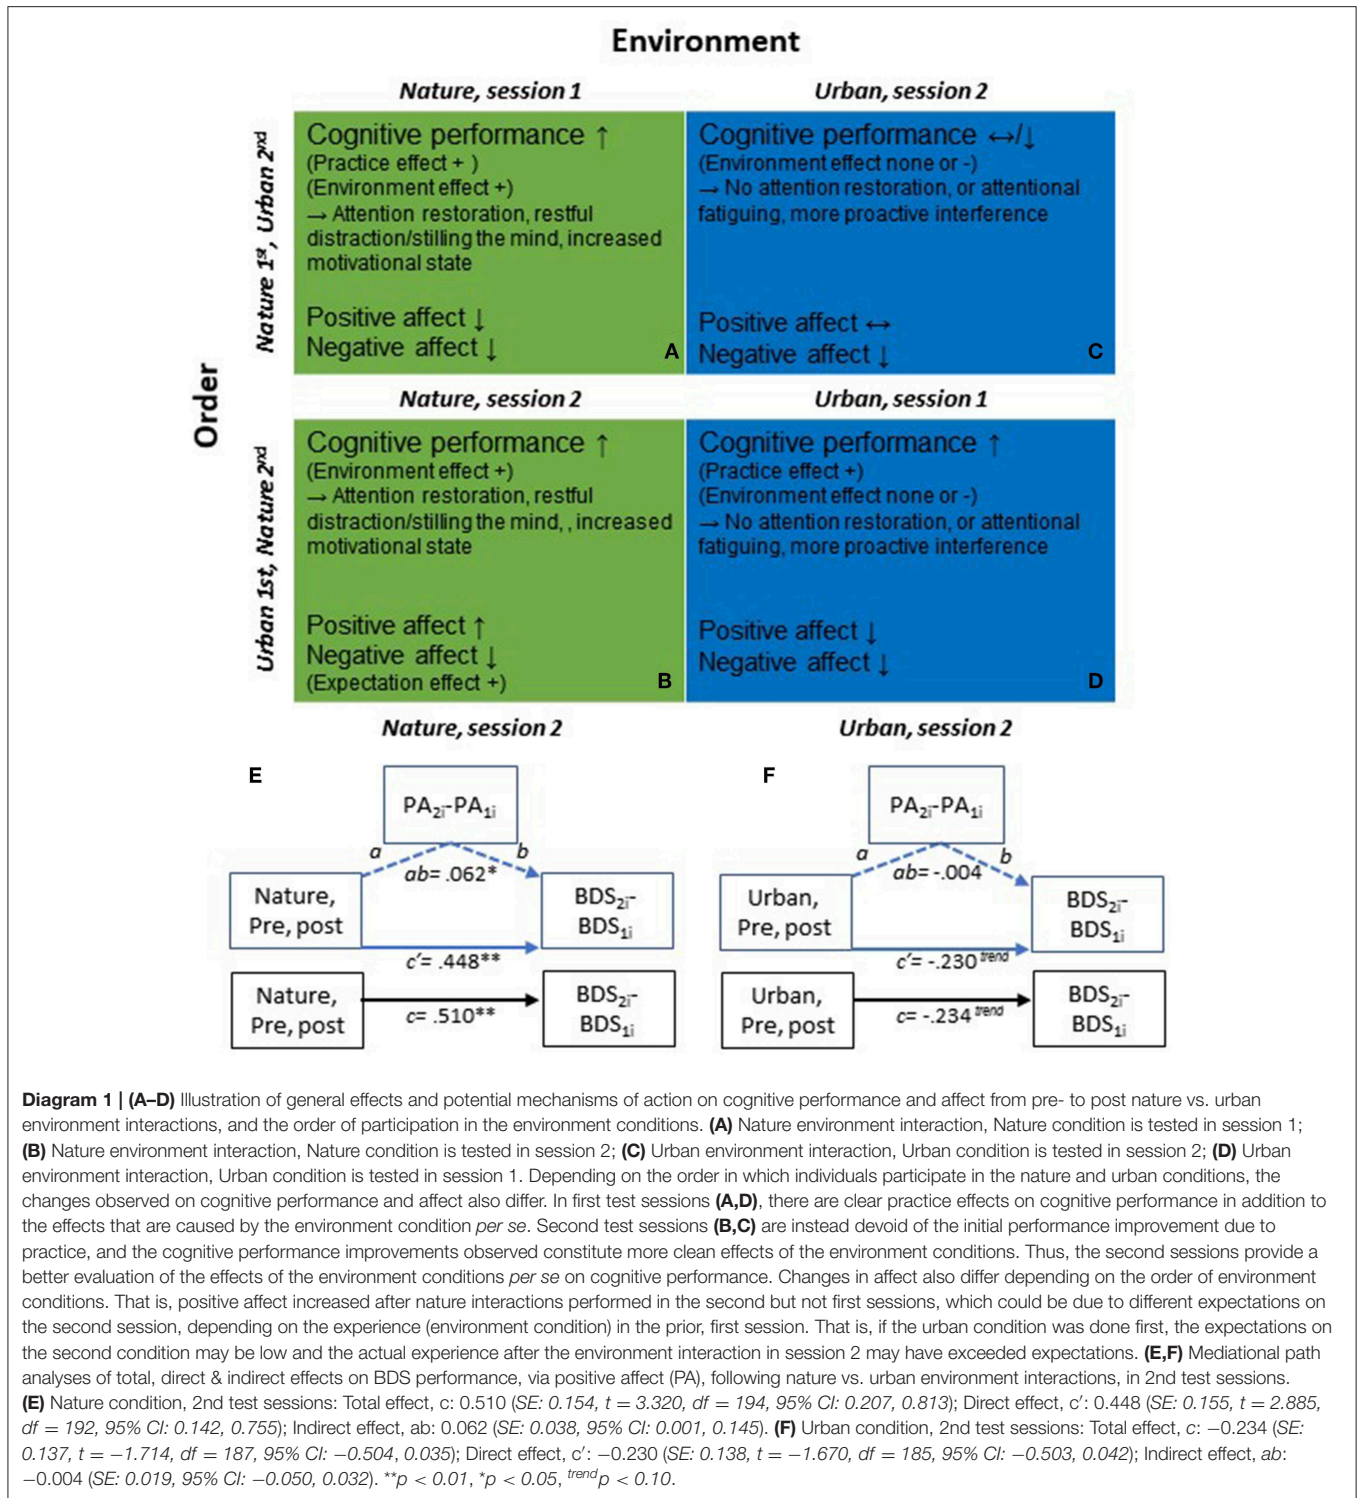 Environment
Nature, session 1
Urban, session 2
Order
Nature 1st, Urban 2nd
Cognitive performance ↑
(Practice effect + )
(Environment effect +)
→ Attention restoration, restful
distraction/stilling the mind, increased
motivational state
Positive affect ↓
Negative affect ↓
A
Cognitive performance ↔/↓
(Environment effect none or -)
→ No attention restoration, or attentional
fatiguing, more proactive interference
Positive affect ↔
Negative affect ↓
C
Nature, session 2
Urban, session 1
Urban 1st, Nature 2nd
Cognitive performance ↑
(Environment effect +)
→ Attention restoration, restful
distraction/stilling the mind, , increased
motivational state
Positive affect ↑
Negative affect ↓
(Expectation effect +)
B
Cognitive performance ↑
(Practice effect +)
(Environment effect none or -)
→ No attention restoration, or attentional
fatiguing, more proactive interference
Positive affect ↓
Negative affect ↓
D
Nature, session 2
E
PA2i-PA1i
a
b
ab= .062*
Nature,
Pre, post
BDS2i-
BDS1i
c′= .448**
Nature,
Pre, post
BDS2i-
BDS1i
c= .510**
Urban, session 2
F
PA2i-PA1i
a
b
ab= -.004
Urban,
Pre, post
BDS2i-
BDS1i
c′= -.230 trend
Urban,
Pre, post
BDS2i-
BDS1i
c= -.234 trend
Diagram 1 | (A–D) Illustration of general effects and potential mechanisms of action on cognitive performance and affect from pre- to post nature vs. urban
environment interactions, and the order of participation in the environment conditions. (A) Nature environment interaction, Nature condition is tested in session 1;
(B) Nature environment interaction, Nature condition is tested in session 2; (C) Urban environment interaction, Urban condition is tested in session 2; (D) Urban
environment interaction, Urban condition is tested in session 1. Depending on the order in which individuals participate in the nature and urban conditions, the
changes observed on cognitive performance and affect also differ. In first test sessions (A,D), there are clear practice effects on cognitive performance in addition to
the effects that are caused by the environment condition per se. Second test sessions (B,C) are instead devoid of the initial performance improvement due to
practice, and the cognitive performance improvements observed constitute more clean effects of the environment conditions. Thus, the second sessions provide a
better evaluation of the effects of the environment conditions per se on cognitive performance. Changes in affect also differ depending on the order of environment
conditions. That is, positive affect increased after nature interactions performed in the second but not first sessions, which could be due to different expectations on
the second session, depending on the experience (environment condition) in the prior, first session. That is, if the urban condition was done first, the expectations on
the second condition may be low and the actual experience after the environment interaction in session 2 may have exceeded expectations. (E,F) Mediational path
analyses of total, direct & indirect effects on BDS performance, via positive affect (PA), following nature vs. urban environment interactions, in 2nd test sessions.
(E) Nature condition, 2nd test sessions: Total effect, c: 0.510 (SE: 0.154, t = 3.320, df = 194, 95% CI: 0.207, 0.813); Direct effect, c′: 0.448 (SE: 0.155, t = 2.885,
df = 192, 95% CI: 0.142, 0.755); Indirect effect, ab: 0.062 (SE: 0.038, 95% CI: 0.001, 0.145). (F) Urban condition, 2nd test sessions: Total effect, c: −0.234 (SE:
0.137, t = −1.714, df = 187, 95% CI: −0.504, 0.035); Direct effect, c′: −0.230 (SE: 0.138, t = −1.670, df = 185, 95% CI: −0.503, 0.042); Indirect effect, ab:
−0.004 (SE: 0.019, 95% CI: −0.050, 0.032). **p < 0.01, *p < 0.05, trend p < 0.10.